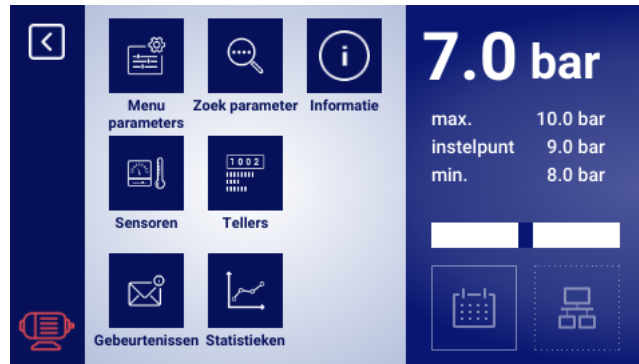 7.0 bar
Menu parameters
Zoek parameter
Informatie
max. 10.0 bar
instelpunt 9.0 bar
min. 8.0 bar
1002
Sensoren
Tellers
Gebeurtenissen
Statistieken